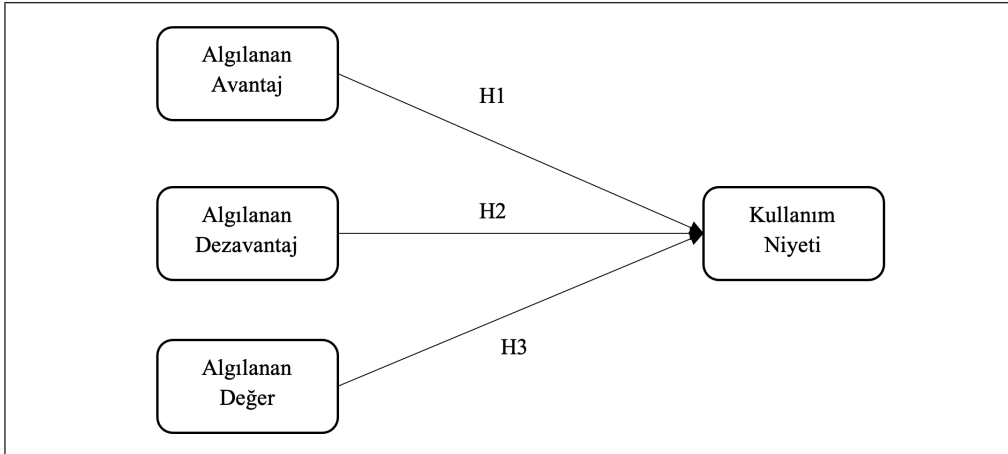 Algılanan
Avantaj
H1
Algılanan
Dezavantaj
H2
Kullanım
Niyeti
Algılanan
Değer
H3